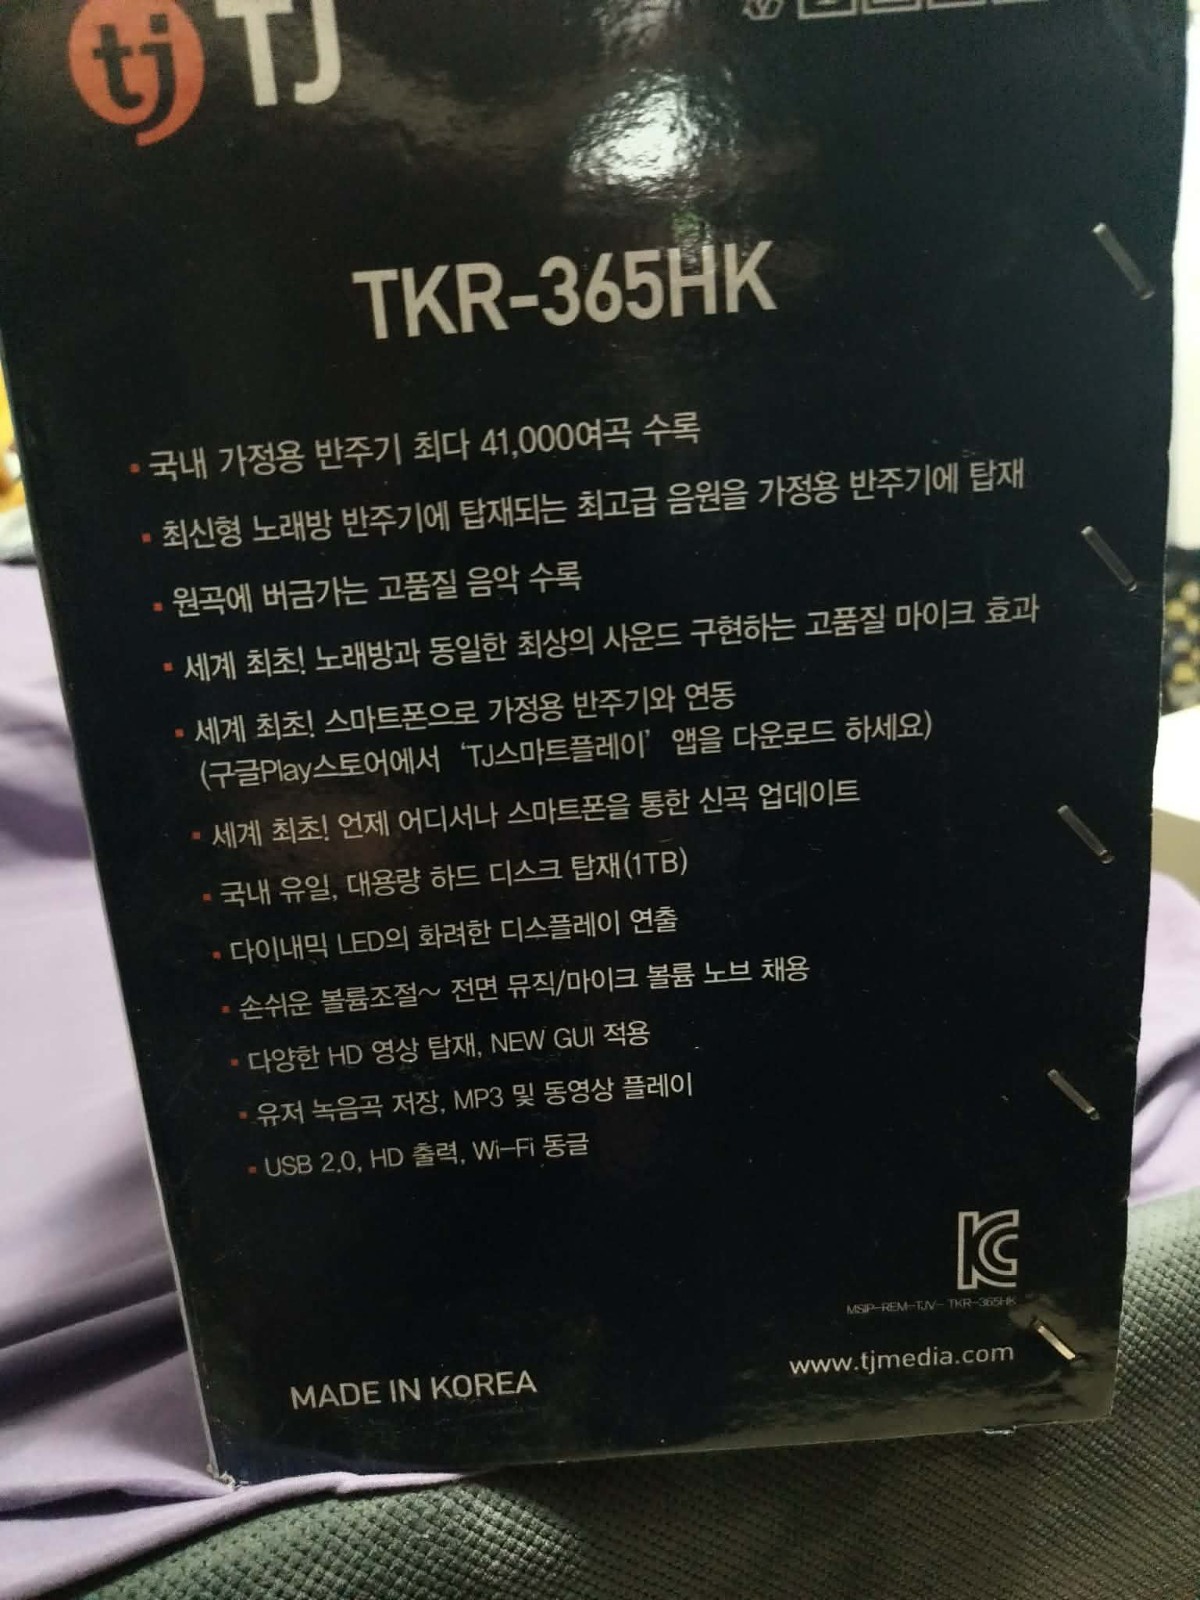 tj TJ
TKR-365HK
국내 가정용 반주기 최다 41,000여곡 수록
최신형 노래방 반주기에 탑재되는 최고급 음원을 가정용 반주기에 탑재
원곡에 버금가는 고품질 음악 수록
세계 최초! 노래방과 동일한 최상의 사운드 구현하는 고품질 마이크 효과
세계 최초! 스마트폰으로 가정용 반주기와 연동
(구글Play스토어에서 ‘TJ스마트플레이’ 앱을 다운로드 하세요)
세계 최초! 언제 어디서나 스마트폰을 통한 신곡 업데이트
국내 유일, 대용량 하드 디스크 탑재(1TB)
다이내믹 LED의 화려한 디스플레이 연출
손쉬운 볼륨조절~ 전면 뮤직/마이크 볼륨 노브 채용
다양한 HD 영상 탑재, NEW GUI 적용
유저 녹음곡 저장, MP3 및 동영상 플레이
USB 2.0, HD 출력, Wi-Fi 동글
KC
MSIP-REM-TJV- TKR-365HK
www.tjmedia.com
MADE IN KOREA